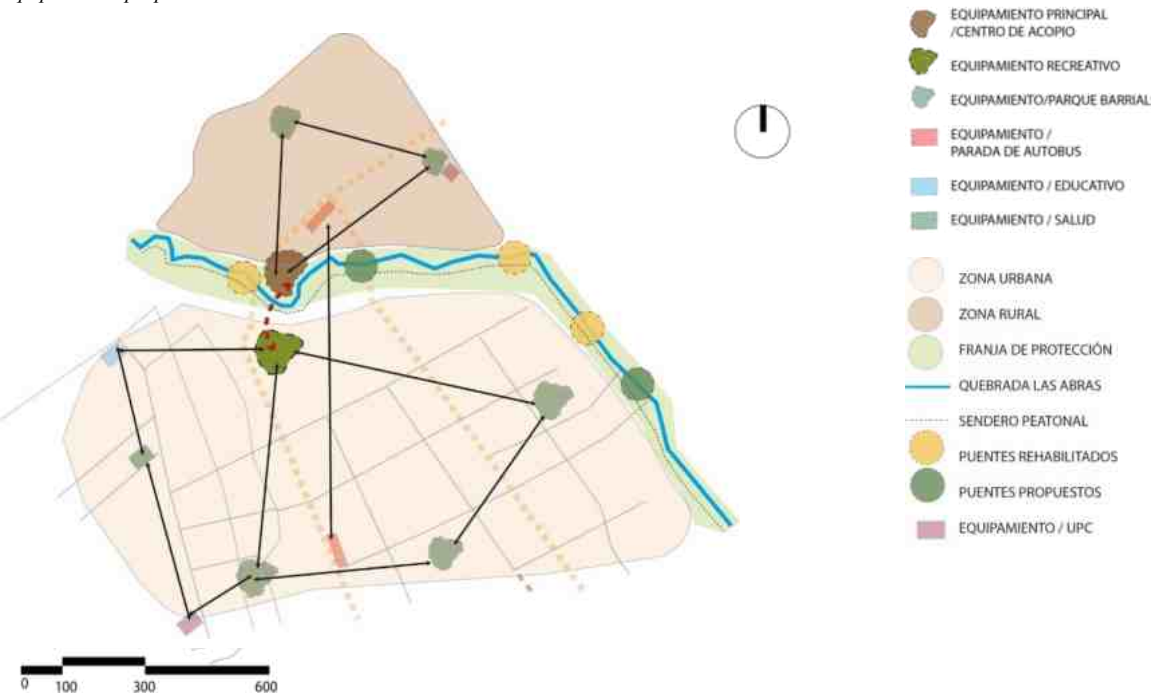 EQUIPAMIENTO PRINCIPAL
/CENTRO DE ACOPIO
EQUIPAMIENTO RECREATIVO
EQUIPAMIENTO/PARQUE BARRIAL
EQUIPAMIENTO /
PARADA DE AUTOBUS
EQUIPAMIENTO / EDUCATIVO
EQUIPAMIENTO / SALUD
ZONA URBANA
ZONA RURAL
FRANJA DE PROTECCIÓN
QUEBRADA LAS ABRAS
SENDERO PEATONAL
PUENTES REHABILITADOS
PUENTES PROPUESTOS
EQUIPAMIENTO / UPC
0 100 300 600